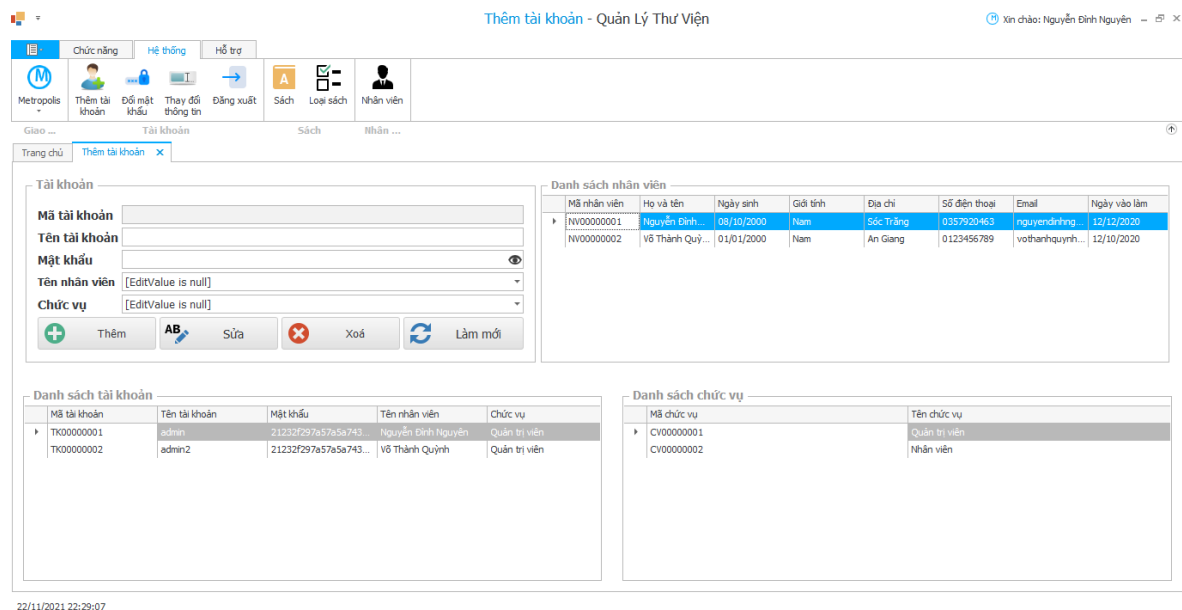 Thêm tài khoản - Quản Lý Thư Viện
Xin chào: Nguyễn Đình Nguyên
Chức năng
Hệ thống
Hỗ trợ
Metropolis
Thêm tài khoản
Đổi mật khẩu
Thay đổi thông tin
Đăng xuất
Sách
Loại sách
Nhân viên
Giao ...
Tài khoản
Sách
Nhân ...
Trang chủ
Thêm tài khoản
Tài khoản
Mã tài khoản
Tên tài khoản
Mật khẩu
Tên nhân viên [EditValue is null]
Chức vụ [EditValue is null]
Thêm
AB Sửa
Xoá
Làm mới
Danh sách nhân viên
Mã nhân viên Họ và tên Ngày sinh Giới tính Địa chỉ Số điện thoại Email Ngày vào làm
NV00000001 Nguyễn Đình... 08/10/2000 Nam Sóc Trăng 0357920463 nguyendinhng... 12/12/2020
NV00000002 Võ Thành Quỳ... 01/01/2000 Nam An Giang 0123456789 vothanhquynh... 12/10/2020
Danh sách tài khoản
Mã tài khoản Tên tài khoản Mật khẩu Tên nhân viên Chức vụ
TK00000001 admin 21232f297a57a5a743... Nguyễn Đình Nguyên Quản trị viên
TK00000002 admin2 21232f297a57a5a743... Võ Thành Quỳnh Quản trị viên
Danh sách chức vụ
Mã chức vụ Tên chức vụ
CV00000001 Quản trị viên
CV00000002 Nhân viên
22/11/2021 22:29:07